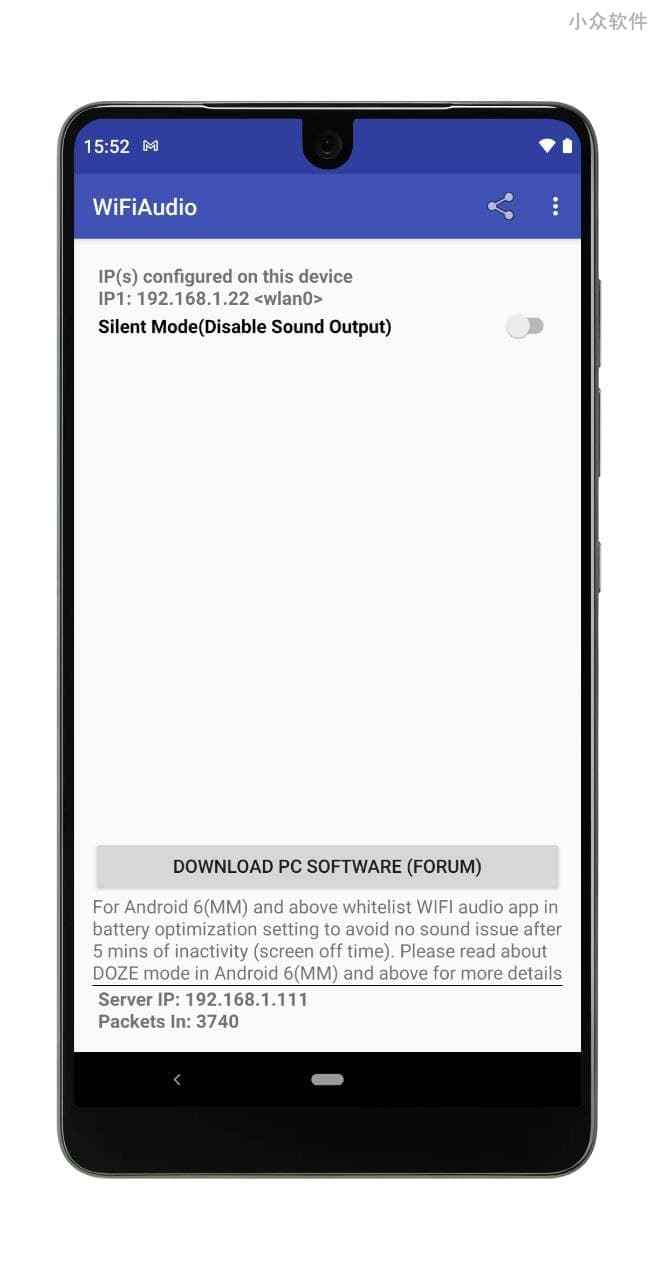 小众软件
15:52
WiFiAudio
IP(s) configured on this device
IP1: 192.168.1.22 <wlan0>
Silent Mode(Disable Sound Output)
DOWNLOAD PC SOFTWARE (FORUM)
For Android 6(MM) and above whitelist WIFI audio app in
battery optimization setting to avoid no sound issue after
5 mins of inactivity (screen off time). Please read about
DOZE mode in Android 6(MM) and above for more details
Server IP: 192.168.1.111
Packets In: 3740